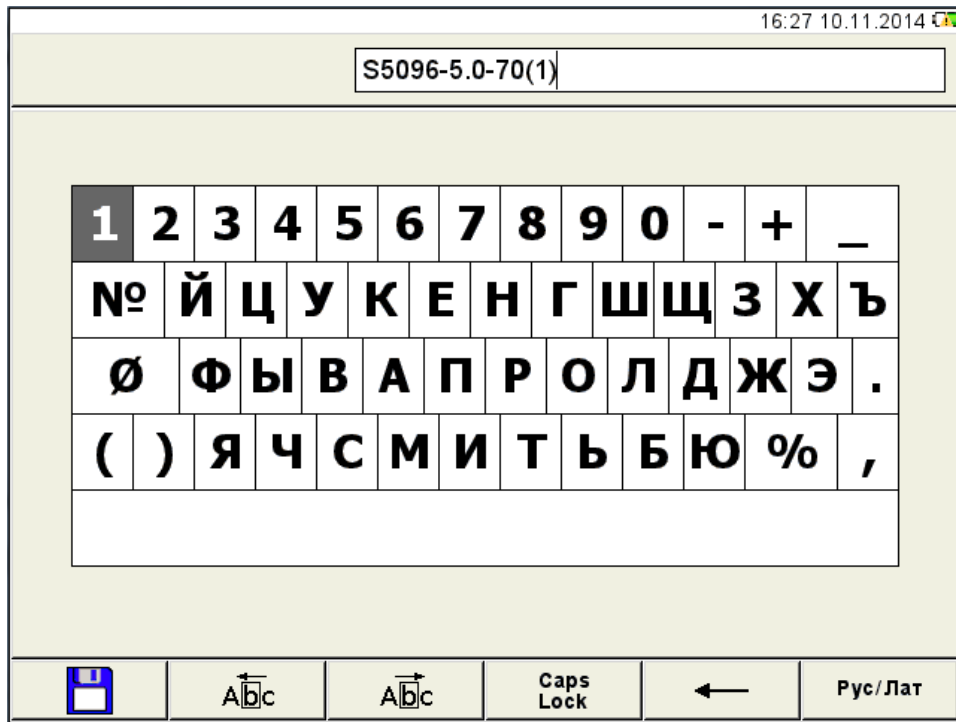 16:27 10.11.2014
S5096-5.0-70(1)
1 2 3 4 5 6 7 8 9 0 - + _
№ Й Ц У К Е Н Г Ш Щ З Х Ъ
Ø Ф Ы В А П Р О Л Д Ж Э .
( ) Я Ч С М И Т Ь Б Ю % ,
Abc Abc Caps Lock ← Рус/Лат